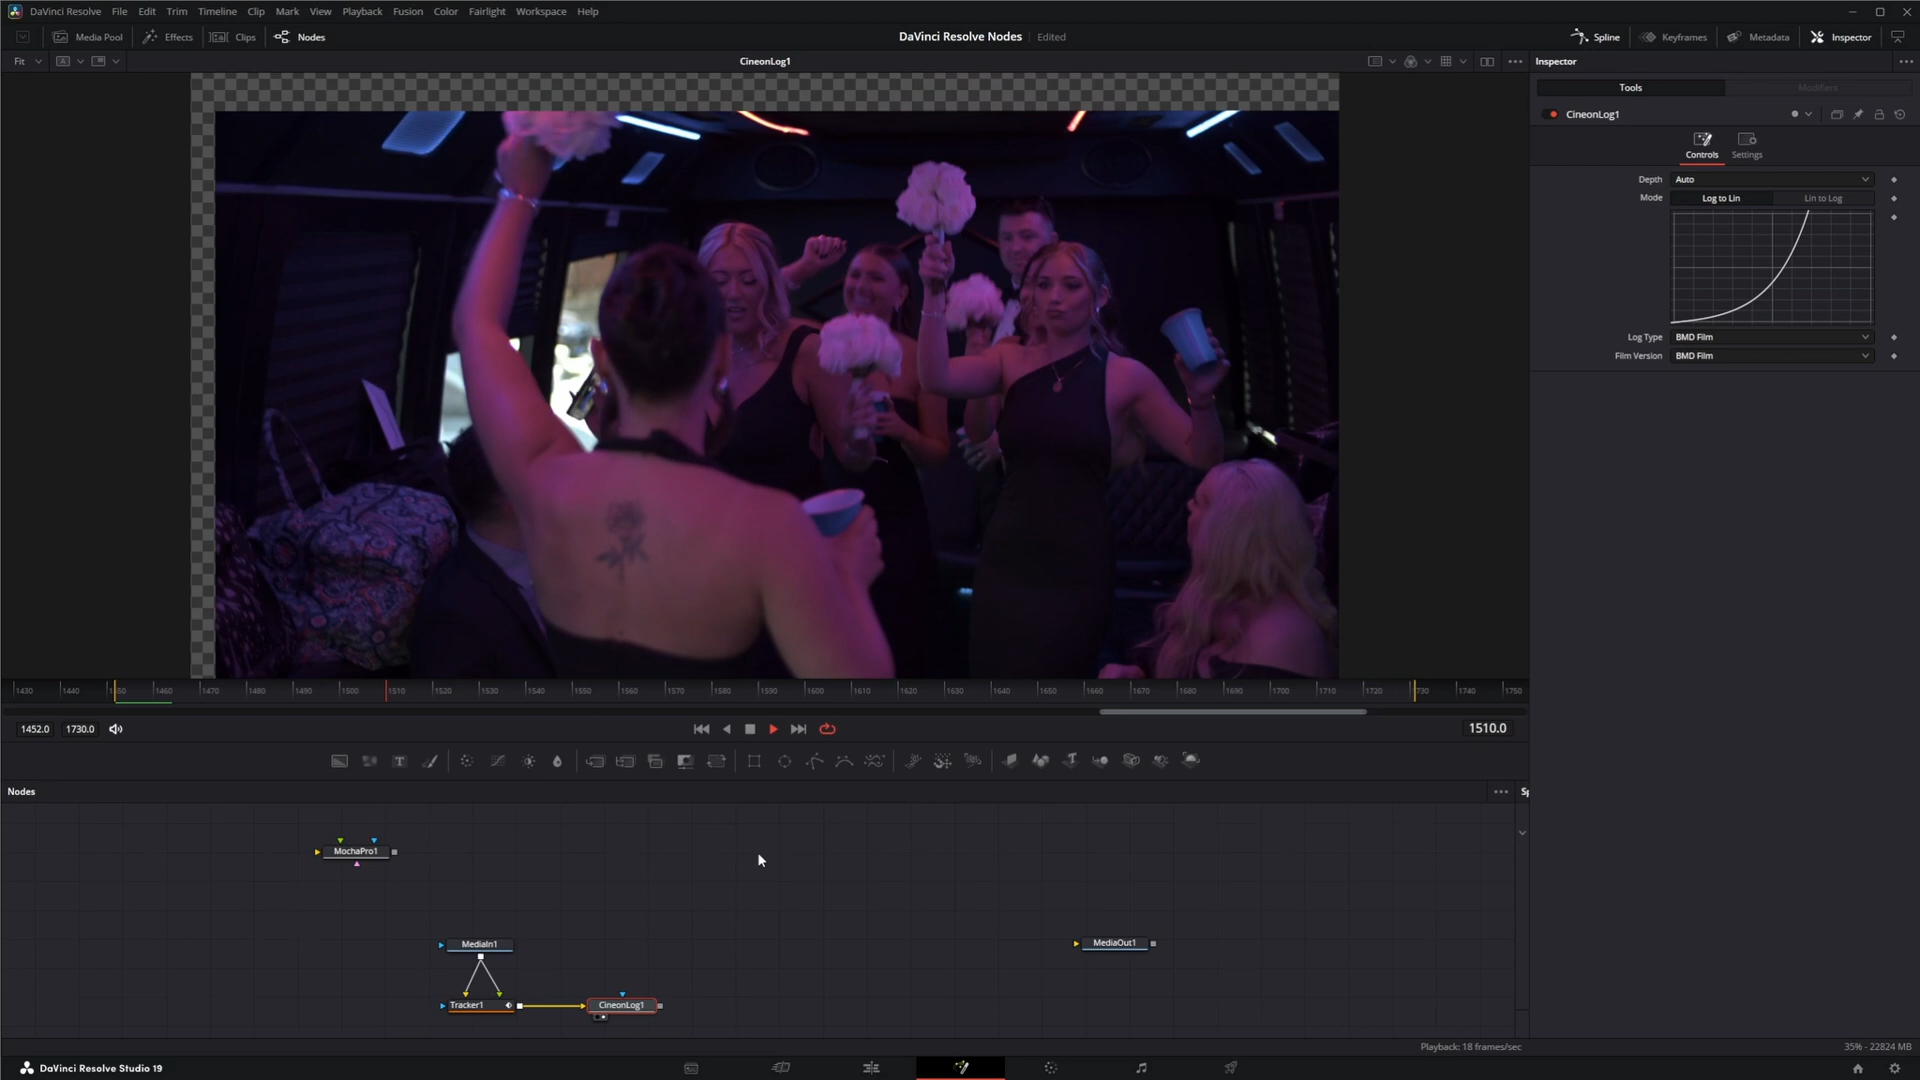 DaVinci Resolve File Edit Trim Timeline Clip Mark View Playback Fusion Color Fairlight Workspace Help
Media Pool Effects Clips Nodes DaVinci Resolve Nodes Edited Spline Keyframes Metadata Inspector
Fit A CineonLog1 Inspector
Tools Modifiers
CineonLog1
Controls Settings
Depth Auto
Mode Log to Lin Lin to Log
Log Type BMD Film
Film Version BMD Film
1430 1440 1450 1460 1470 1480 1490 1500 1510 1520 1530 1540 1550 1560 1570 1580 1590 1600 1610 1620 1630 1640 1650 1660 1670 1680 1690 1700 1710 1720 1730 1740 1750
1452.0 1730.0 1510.0
T T
Nodes
MochaPro1
MediaIn1 MediaOut1
Tracker1 CineonLog1
Playback: 18 frames/sec 35% - 22824 MB
DaVinci Resolve Studio 19